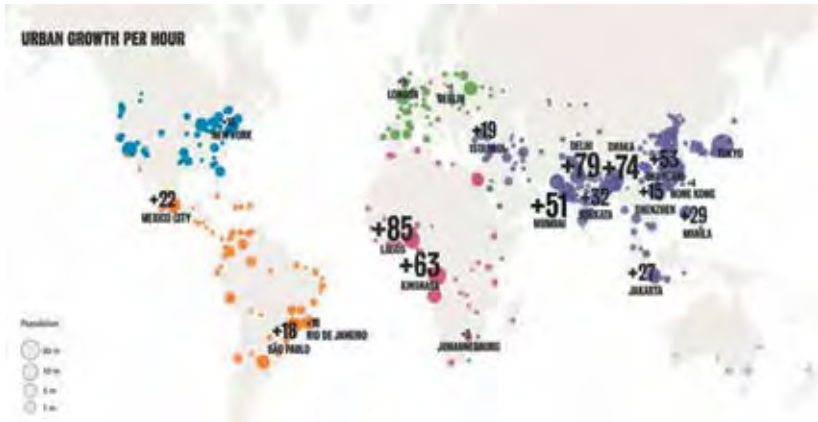 URBAN GROWTH PER HOUR
LONDON
BERLIN
NEW YORK
+19
ISTANBUL
DELHI
+79
DHAKA
+74
+53
SHANGHAI
TOKYO
+22
MEXICO CITY
+51
MUMBAI
+32
KOLKATA
+15
SHENZHEN
+4
HONG KONG
+29
MANILA
+85
LAGOS
+63
KINSHASA
+27
JAKARTA
+18
SÃO PAULO
RIO DE JANEIRO
JOHANNESBURG
Population